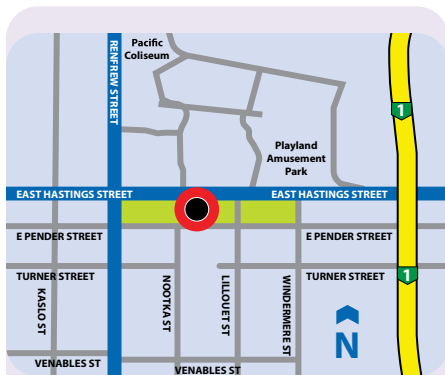 Pacific
Coliseum
RENFREW STREET
1
Playland
Amusement
Park
EAST HASTINGS STREET
EAST HASTINGS STREET
E PENDER STREET
E PENDER STREET
TURNER STREET
TURNER STREET
1
KASLO ST
NOOTKA ST
LILLOUET ST
WINDERMERE ST
N
VENABLES ST
VENABLES ST